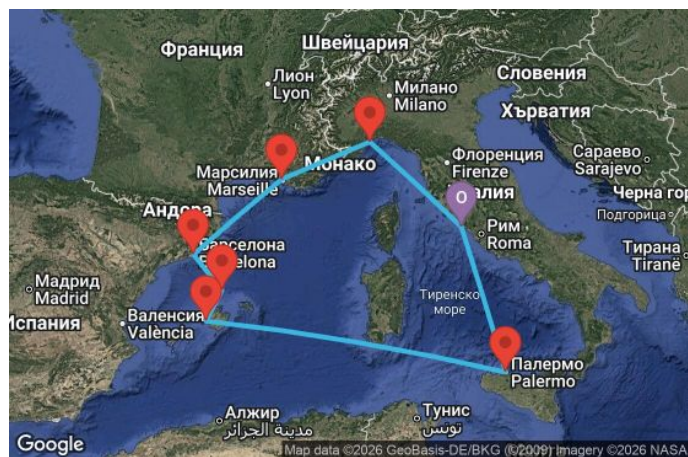 Франция
Швейцария
Лион
Lyon
Милано
Milano
Словения
Хърватия
Марсилия
Marseille
Монако
Флоренция
Firenze
Сараево
Sarajevo
Андора
O
Рим
Roma
Черна гор
Подгорица
Барселона
Мадрид
Madrid
Тирана
Tiranë
Валенсия
València
Испания
Тиренско
море
Палермо
Palermo
Алжир
مدينة الجزائر
Тунис
تونس
Google
Map data ©2026 GeoBasis-DE/BKG (©2009) Imagery ©2026 NASA